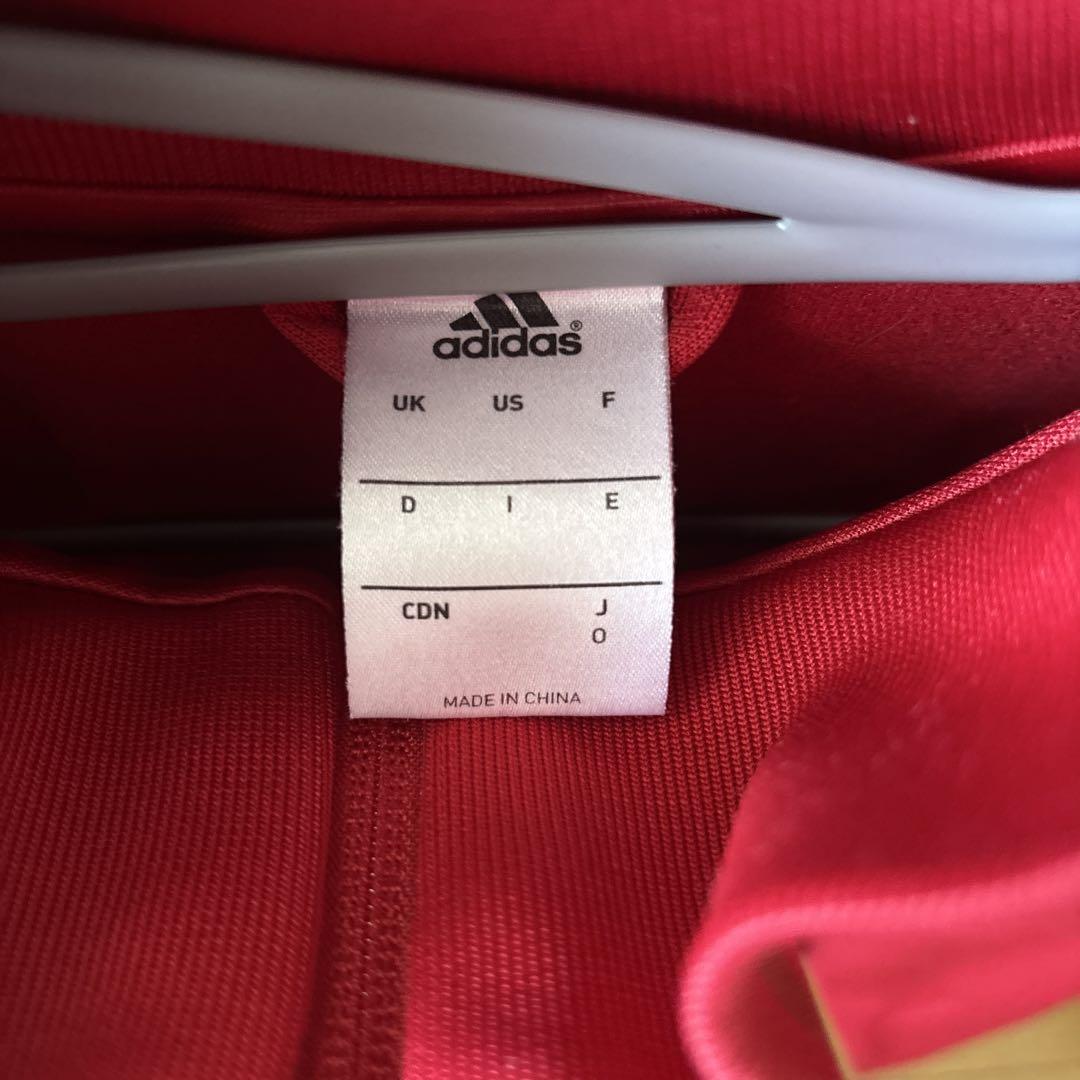 adidas®
UK US F
D I E
CDN J
O
MADE IN CHINA